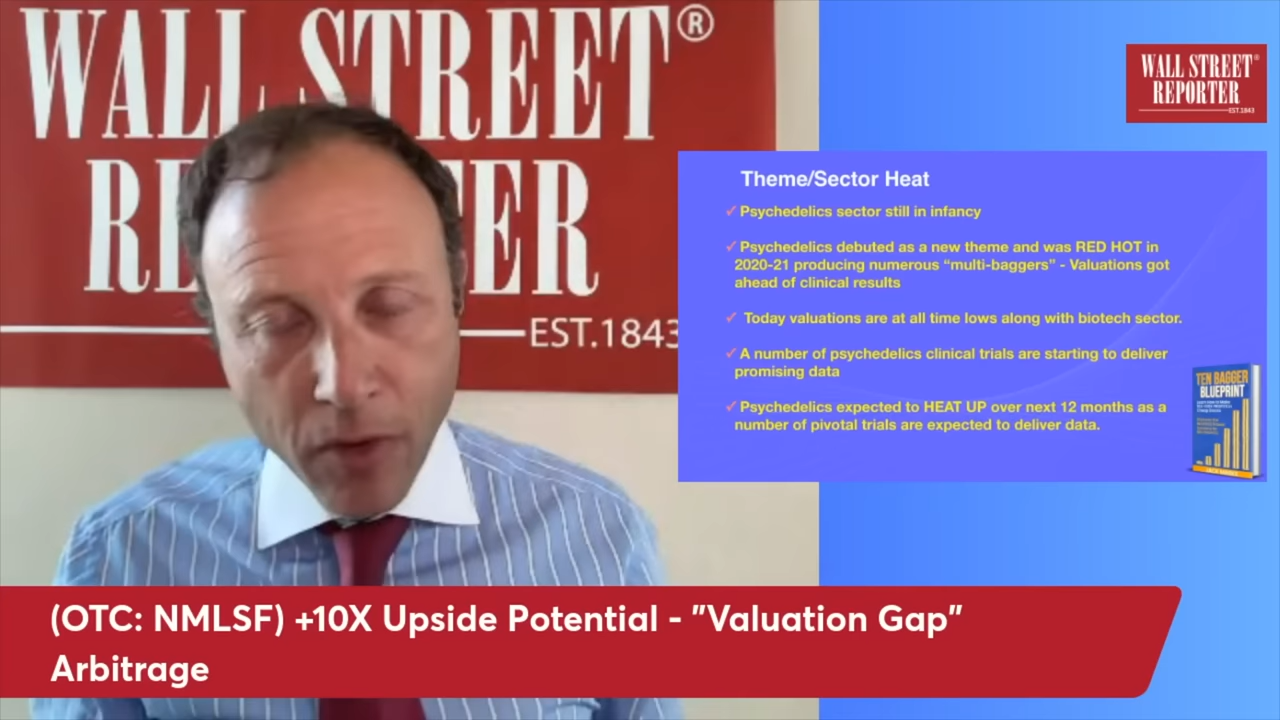 WALL STREET®
REPORTER
EST.1843
WALL STREET®
REPORTER
EST.1843
Theme/Sector Heat
✓ Psychedelics sector still in infancy
✓ Psychedelics debuted as a new theme and was RED HOT in
2020-21 producing numerous “multi-baggers” - Valuations got
ahead of clinical results
✓ Today valuations are at all time lows along with biotech sector.
✓ A number of psychedelics clinical trials are starting to deliver
promising data
✓ Psychedelics expected to HEAT UP over next 12 months as a
number of pivotal trials are expected to deliver data.
TEN BAGGER
BLUEPRINT
(OTC: NMLSF) +10X Upside Potential - "Valuation Gap"
Arbitrage